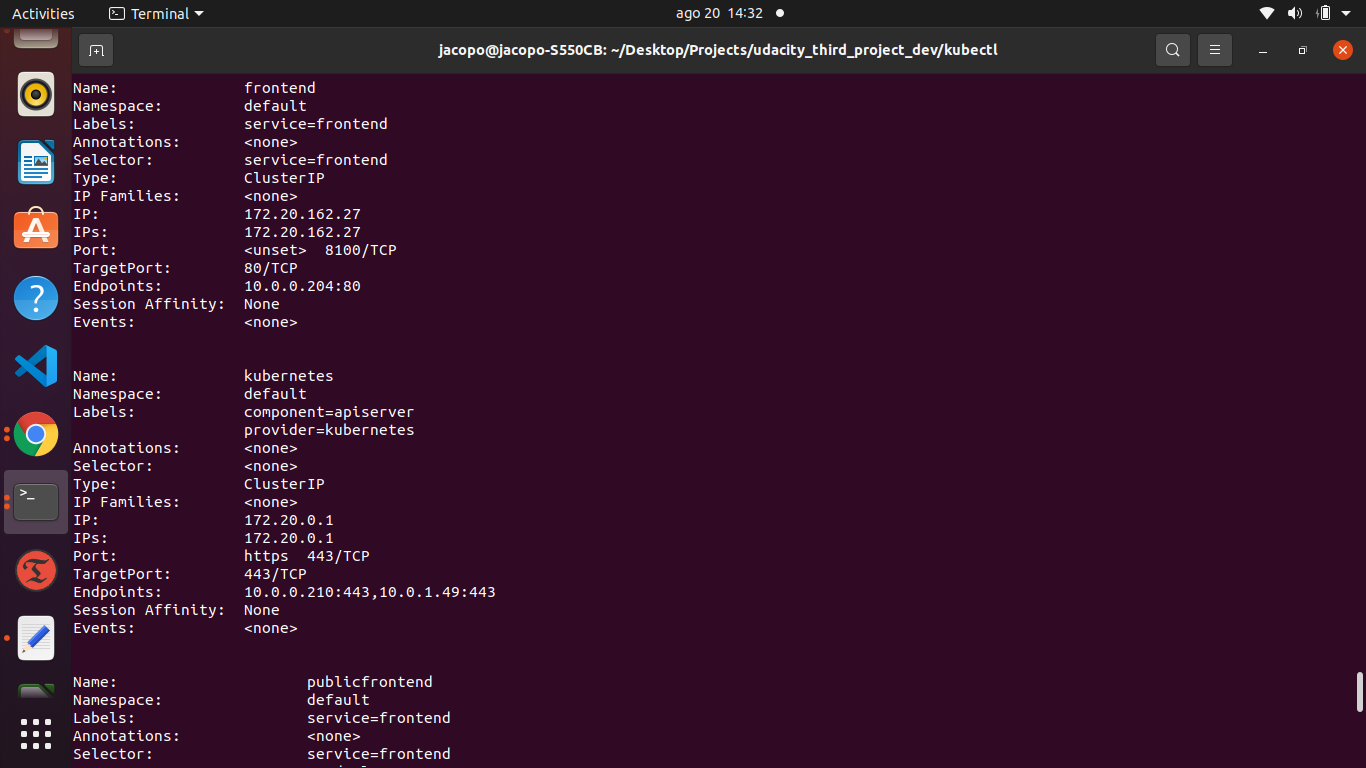 Activities Terminal ago 20 14:32
jacopo@jacopo-S550CB: ~/Desktop/Projects/udacity_third_project_dev/kubectl
Name: frontend
Namespace: default
Labels: service=frontend
Annotations: <none>
Selector: service=frontend
Type: ClusterIP
IP Families: <none>
IP: 172.20.162.27
IPs: 172.20.162.27
Port: <unset> 8100/TCP
TargetPort: 80/TCP
Endpoints: 10.0.0.204:80
Session Affinity: None
Events: <none>
Name: kubernetes
Namespace: default
Labels: component=apiserver
provider=kubernetes
Annotations: <none>
Selector: <none>
Type: ClusterIP
IP Families: <none>
IP: 172.20.0.1
IPs: 172.20.0.1
Port: https 443/TCP
TargetPort: 443/TCP
Endpoints: 10.0.0.210:443,10.0.1.49:443
Session Affinity: None
Events: <none>
Name: publicfrontend
Namespace: default
Labels: service=frontend
Annotations: <none>
Selector: service=frontend